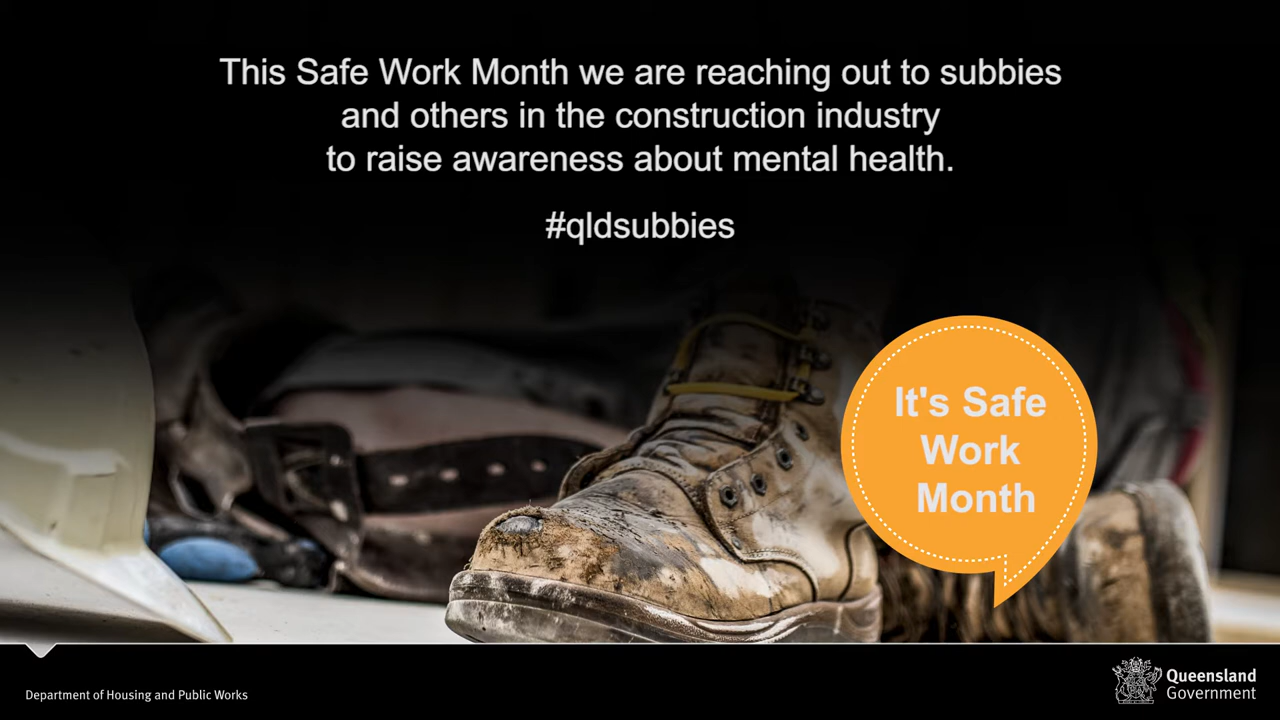 This Safe Work Month we are reaching out to subbies
and others in the construction industry
to raise awareness about mental health.
#qldsubbies
It's Safe
Work
Month
Department of Housing and Public Works
Queensland
Government